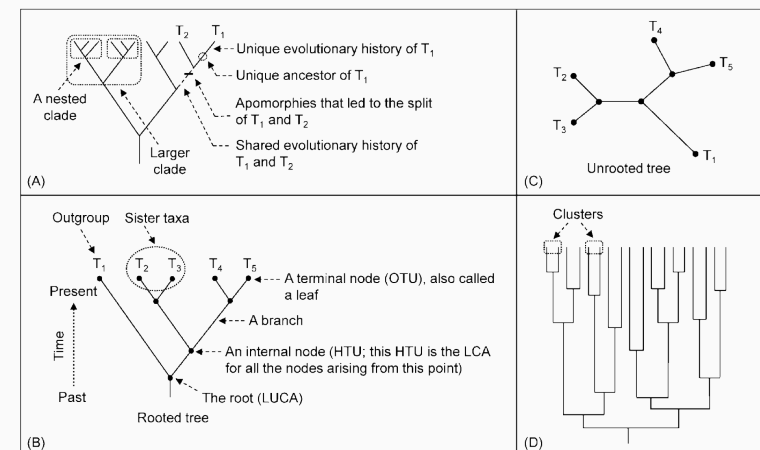 T2 T1
Unique evolutionary history of T1
Unique ancestor of T1
Apomorphies that led to the split
of T1 and T2
Shared evolutionary history of
T1 and T2
A nested
clade
Larger
clade
(A)
T4
T5
T2
T3
T1
Unrooted tree
(C)
Outgroup Sister taxa
T1 T2 T3 T4 T5
Present
Time
Past
A terminal node (OTU), also called
a leaf
A branch
An internal node (HTU; this HTU is the LCA
for all the nodes arising from this point)
The root (LUCA)
Rooted tree
(B)
Clusters
(D)